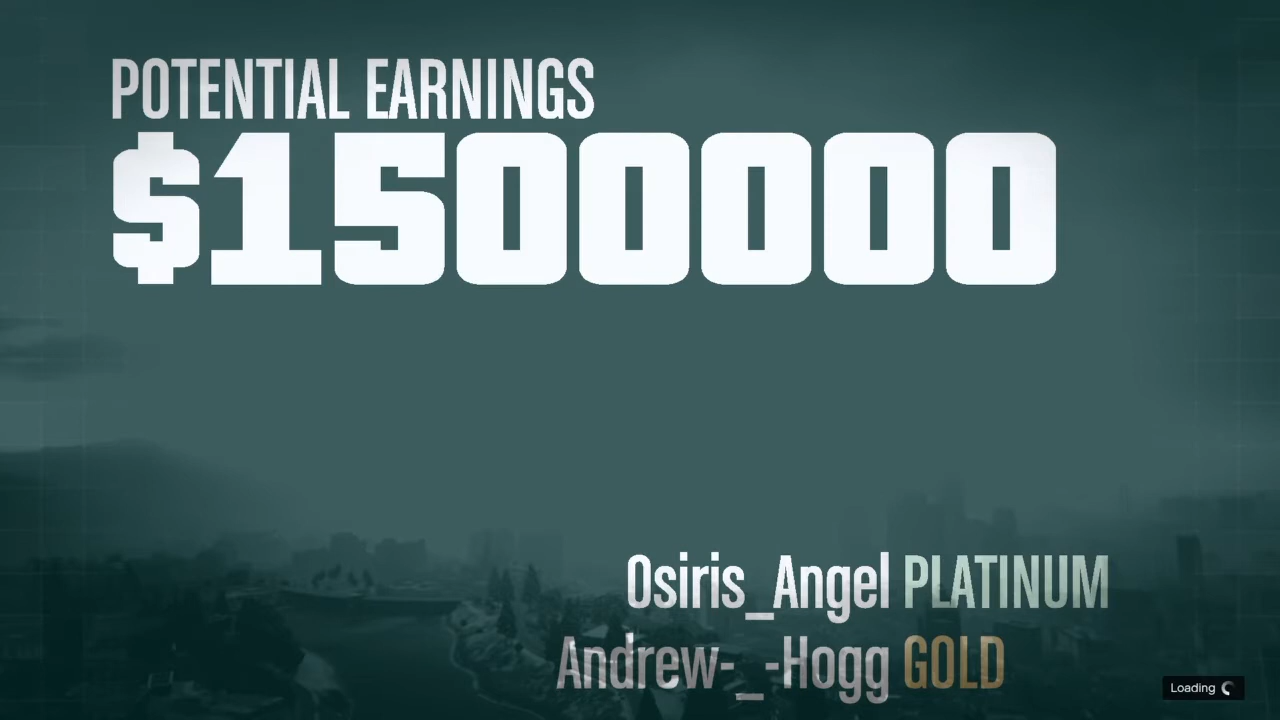 POTENTIAL EARNINGS
$1500000
Osiris_Angel PLATINUM
Andrew-_-Hogg GOLD
Loading